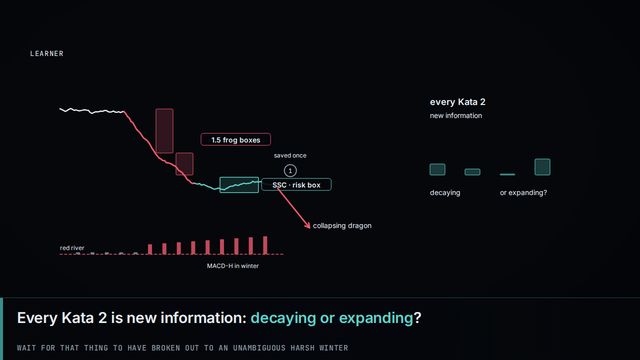 LEARNER
every Kata 2
new information
1.5 frog boxes
saved once
1
SSC · risk box
decaying
or expanding?
collapsing dragon
red river
MACD-H in winter
Every Kata 2 is new information: decaying or expanding?
WAIT FOR THAT THING TO HAVE BROKEN OUT TO AN UNAMBIGUOUS HARSH WINTER